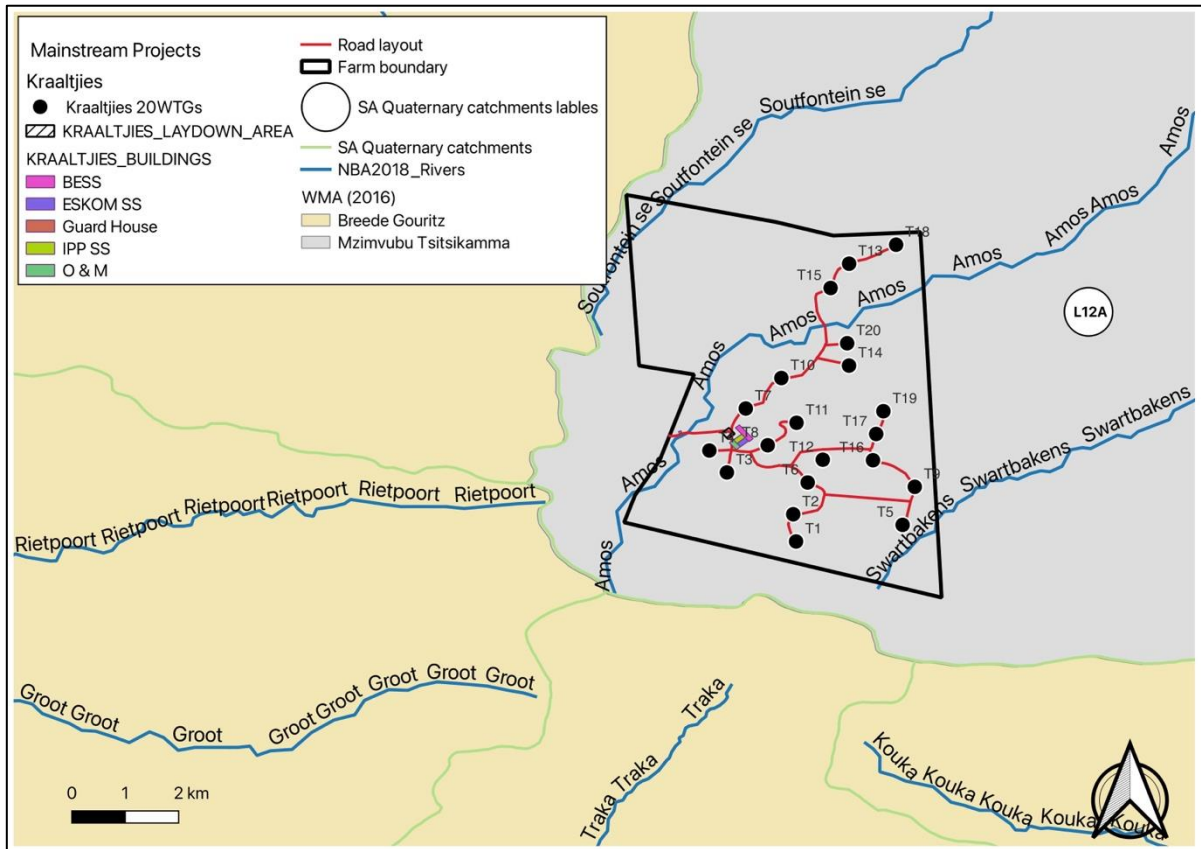 Mainstream Projects
Kraaltjies
Kraaltjies 20WTGs
KRAALTJIES_LAYDOWN_AREA
KRAALTJIES_BUILDINGS
BESS
ESKOM SS
Guard House
IPP SS
O & M
Road layout
Farm boundary
SA Quaternary catchments lables
SA Quaternary catchments
NBA2018_Rivers
WMA (2016)
Breede Gouritz
Mzimvubu Tsitsikamma
Soutfontein se
Soutfontein se
Soutfontein se
Amos
Amos
Amos
Amos
Amos
Amos
Amos
Amos
Amos
Amos
L12A
T18
T13
T15
T20
T14
T10
T7
T11
T19
T17
T8
T3
T12
T16
T6
T9
T2
T5
T1
Swartbakens
Swartbakens
Swartbakens
Swartbakens
Rietpoort
Rietpoort
Rietpoort
Rietpoort
Rietpoort
Rietpoort
Groot
Groot
Groot
Groot
Groot
Groot
Groot
Groot
Traka
Traka
Traka
Kouka
Kouka
Kouka
Kouka
Kouka
Kouka
0 1 2 km